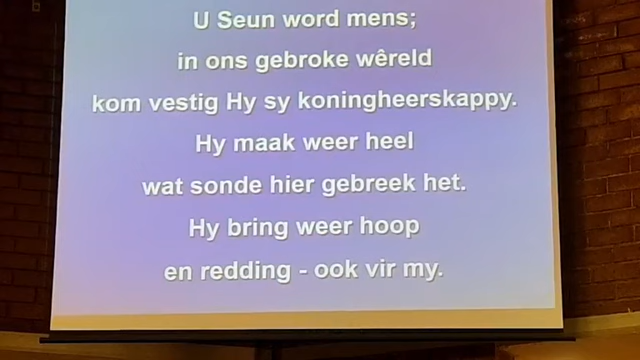 U Seun word mens;
in ons gebroke wêreld
kom vestig Hy sy koningheerskappy.
Hy maak weer heel
wat sonde hier gebreek het.
Hy bring weer hoop
en redding - ook vir my.